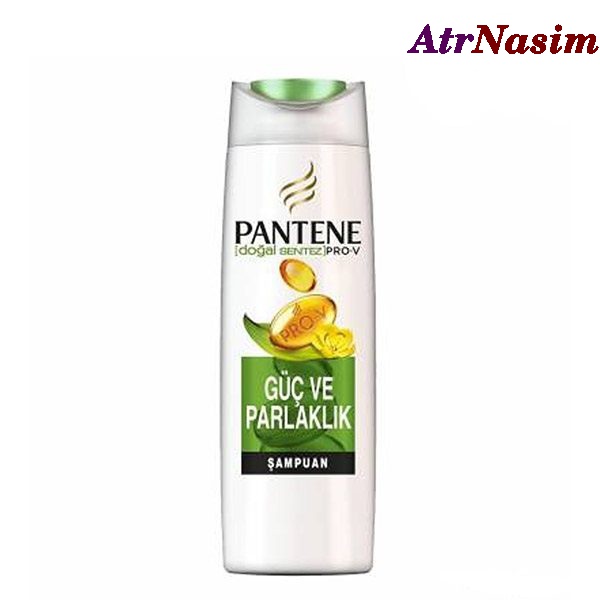 AtrNasim
PANTENE
[doğal SENTEZ]PRO-V
PRO-V
GÜÇ VE
PARLAKLIK
ŞAMPUAN